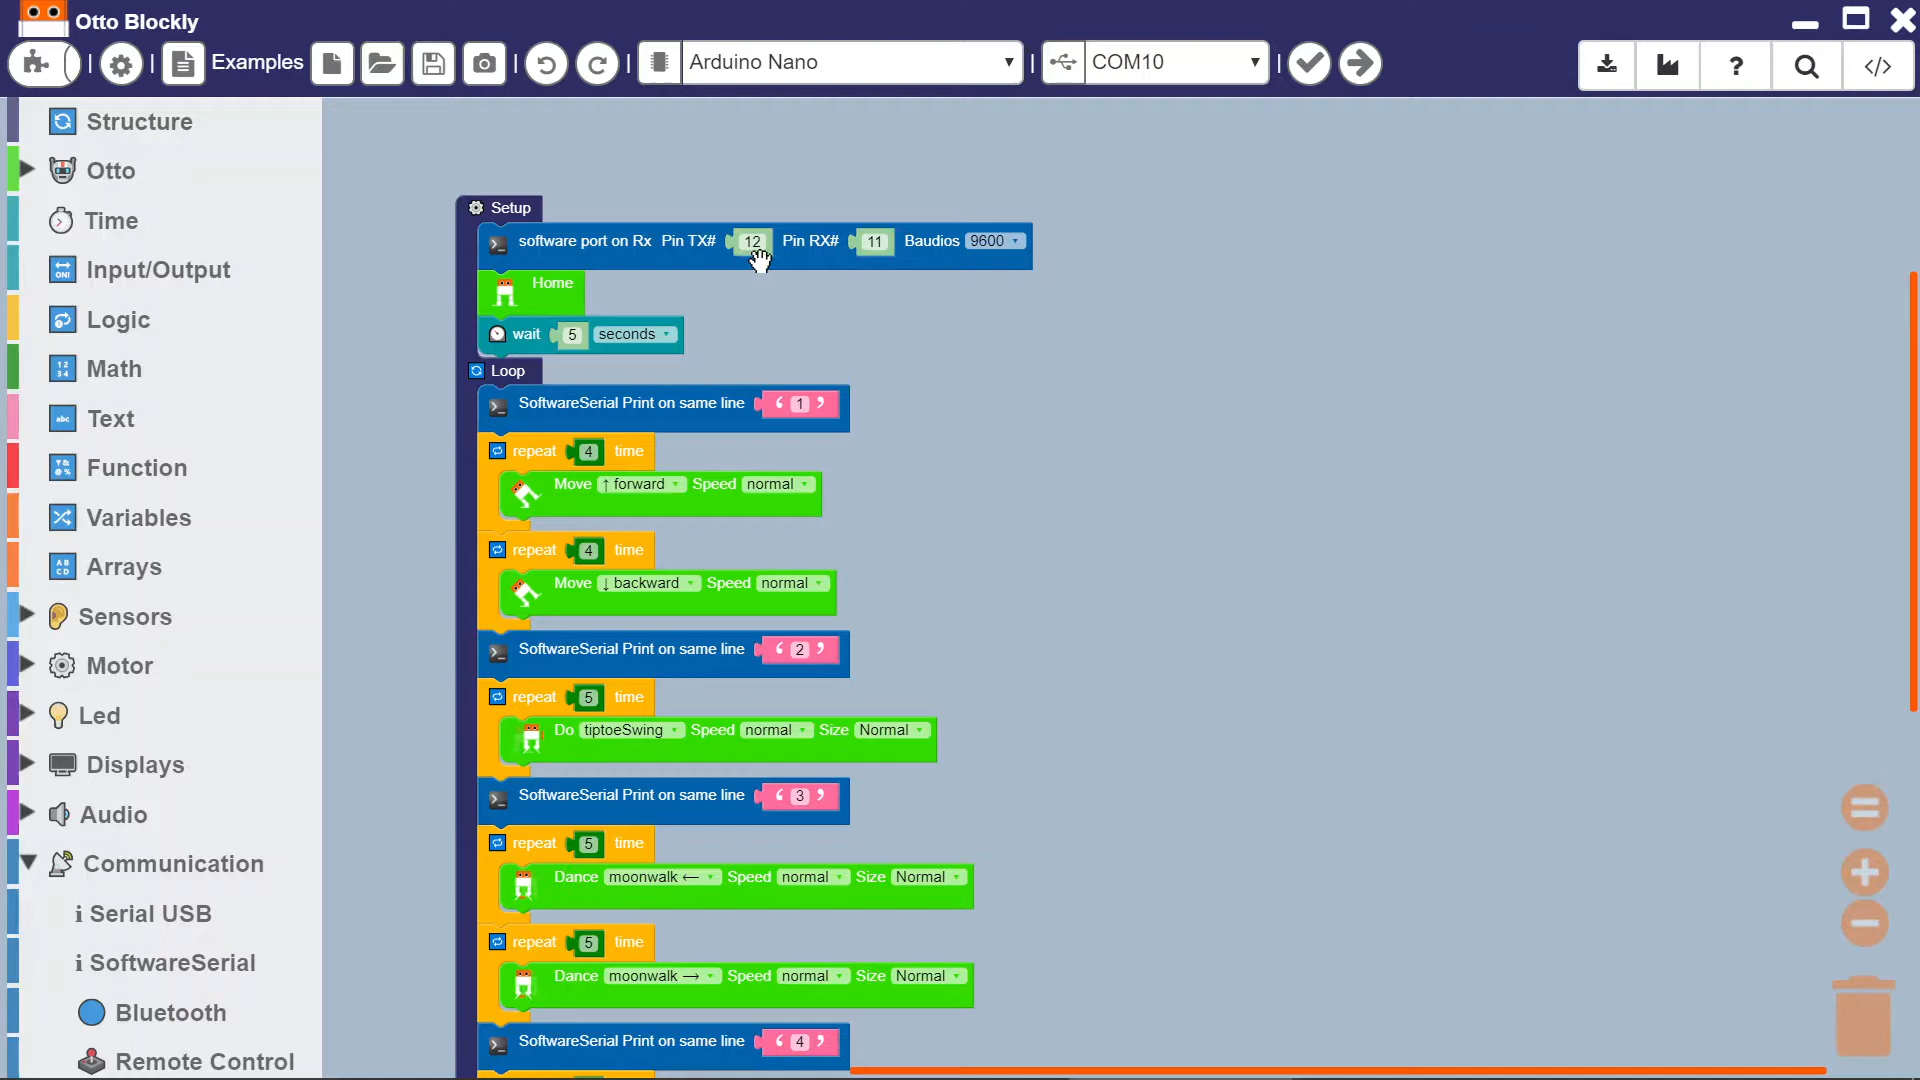 Otto Blockly
Examples
Arduino Nano
COM10
?
</>
Structure
Otto
Time
Input/Output
Logic
Math
Text
Function
Variables
Arrays
Sensors
Motor
Led
Displays
Audio
Communication
i Serial USB
i SoftwareSerial
Bluetooth
Remote Control
Setup
software port on Rx Pin TX# 12 Pin RX# 11 Baudios 9600
Home
wait 5 seconds
Loop
SoftwareSerial Print on same line “ 1 ”
repeat 4 time
Move ↑ forward Speed normal
repeat 4 time
Move ↓ backward Speed normal
SoftwareSerial Print on same line “ 2 ”
repeat 5 time
Do tiptoeSwing Speed normal Size Normal
SoftwareSerial Print on same line “ 3 ”
repeat 5 time
Dance moonwalk ← Speed normal Size Normal
repeat 5 time
Dance moonwalk → Speed normal Size Normal
SoftwareSerial Print on same line “ 4 ”